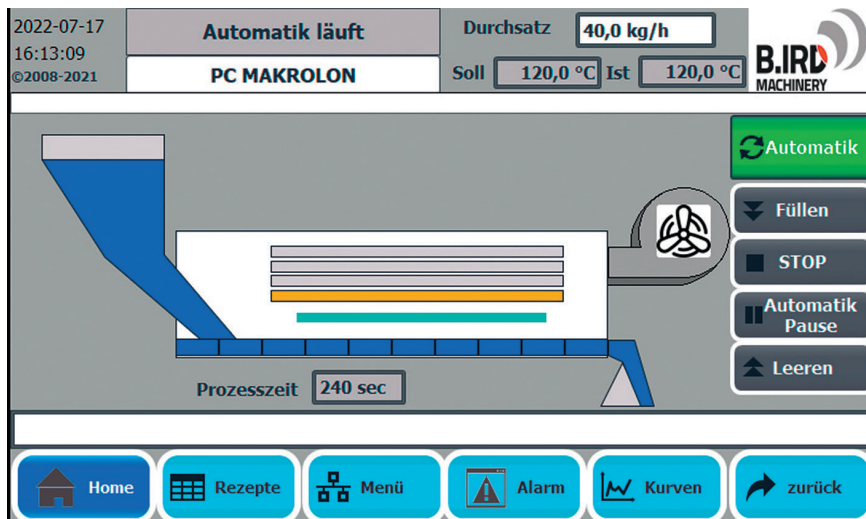 2022-07-17
16:13:09
©2008-2021
Automatik läuft
PC MAKROLON
Durchsatz 40,0 kg/h
Soll 120,0 °C Ist 120,0 °C
B.IRD
MACHINERY
Automatik
Füllen
STOP
Automatik
Pause
Leeren
Prozesszeit 240 sec
Home
Rezepte
Menü
Alarm
Kurven
zurück